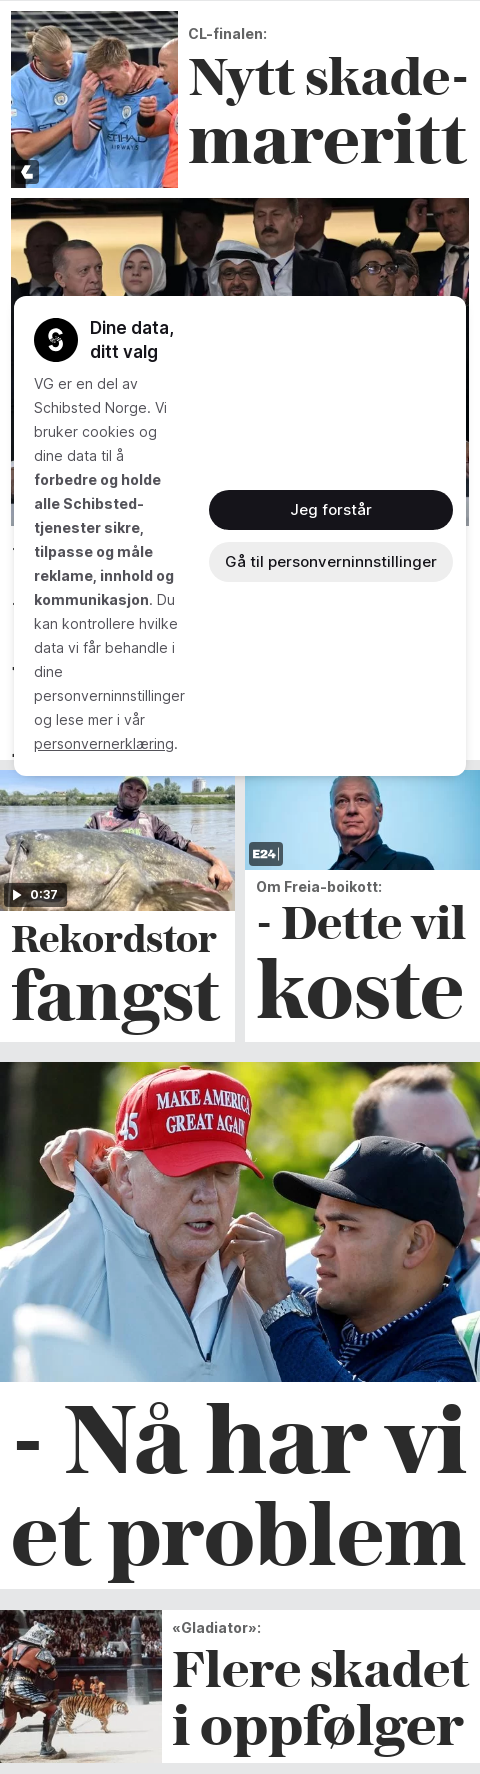 CL-finalen:
Nytt skade-
mareritt
ETIHAD
AIRWAYS
Dine data,
ditt valg
VG er en del av
Schibsted Norge. Vi
bruker cookies og
dine data til å
forbedre og holde
alle Schibsted-
tjenester sikre,
tilpasse og måle
reklame, innhold og
kommunikasjon. Du
kan kontrollere hvilke
data vi får behandle i
dine
personverninnstillinger
og lese mer i vår
personvernerklæring.
Jeg forstår
Gå til personverninnstillinger
0:37
Rekordstor
fangst
E24
Om Freia-boikott:
- Dette vil
koste
45
MAKE AMERICA
GREAT AGAIN
- Nå har vi
et problem
«Gladiator»:
Flere skadet
i oppfølger